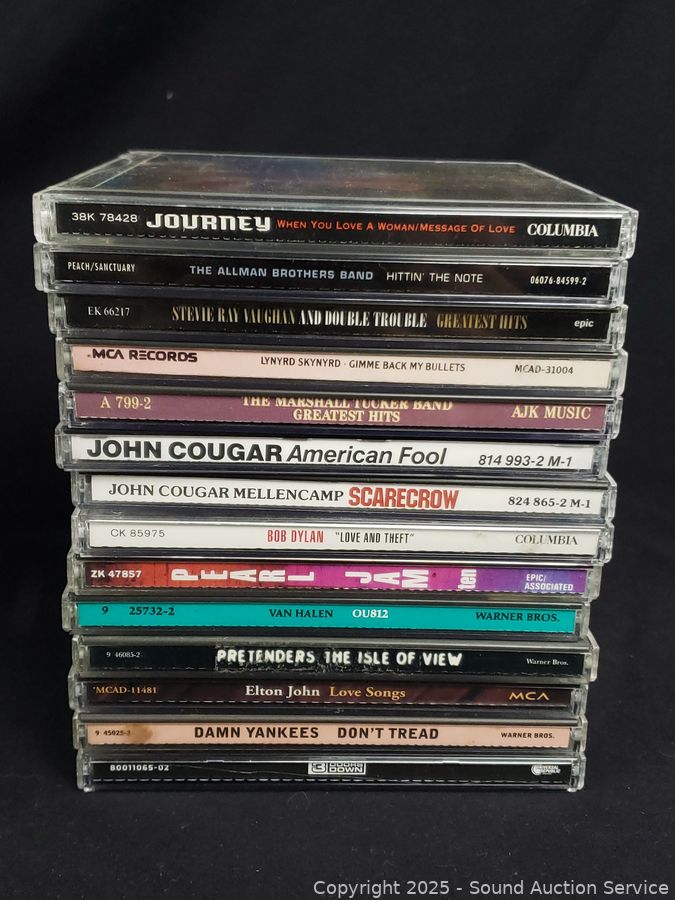 38K 78428 JOURNEY WHEN YOU LOVE A WOMAN/MESSAGE OF LOVE COLUMBIA
PEACH/SANCTUARY THE ALLMAN BROTHERS BAND HITTIN' THE NOTE 06076-84599-2
EK 66217 STEVIE RAY VAUGHAN AND DOUBLE TROUBLE GREATEST HITS epic
MCA RECORDS LYNYRD SKYNYRD - GIMME BACK MY BULLETS MCAD-31004
A 799-2 THE MARSHALL TUCKER BAND
GREATEST HITS AJK MUSIC
JOHN COUGAR American Fool 814 993-2 M-1
JOHN COUGAR MELLENCAMP SCARECROW 824 865-2 M-1
CK 85975 BOB DYLAN "LOVE AND THEFT" COLUMBIA
ZK 47857 PEARL JAM ten EPIC/
ASSOCIATED
9 25732-2 VAN HALEN OU812 WARNER BROS.
9 46085-2 PRETENDERS THE ISLE OF VIEW Warner Bros.
MCAD-11481 Elton John Love Songs MCA
9 45025-2 DAMN YANKEES DON'T TREAD WARNER BROS.
B0011065-02 3 DOORS DOWN
Copyright 2025 - Sound Auction Service